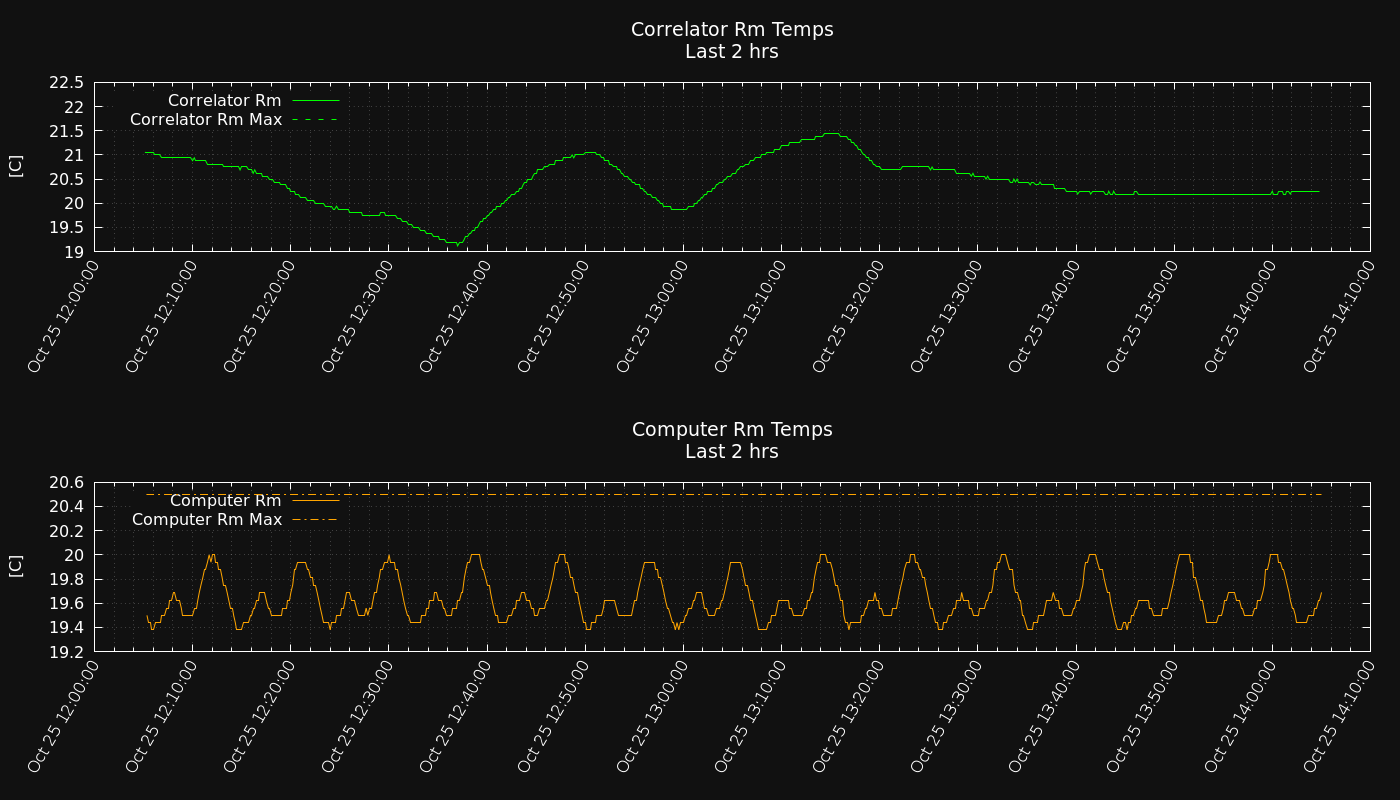 Correlator Rm Temps
Last 2 hrs
22.5
22
21.5
21
20.5
20
19.5
19
[C]
Correlator Rm
Correlator Rm Max
Oct 25 12:00:00
Oct 25 12:10:00
Oct 25 12:20:00
Oct 25 12:30:00
Oct 25 12:40:00
Oct 25 12:50:00
Oct 25 13:00:00
Oct 25 13:10:00
Oct 25 13:20:00
Oct 25 13:30:00
Oct 25 13:40:00
Oct 25 13:50:00
Oct 25 14:00:00
Oct 25 14:10:00
Computer Rm Temps
Last 2 hrs
20.6
20.4
20.2
20
19.8
19.6
19.4
19.2
[C]
Computer Rm
Computer Rm Max
Oct 25 12:00:00
Oct 25 12:10:00
Oct 25 12:20:00
Oct 25 12:30:00
Oct 25 12:40:00
Oct 25 12:50:00
Oct 25 13:00:00
Oct 25 13:10:00
Oct 25 13:20:00
Oct 25 13:30:00
Oct 25 13:40:00
Oct 25 13:50:00
Oct 25 14:00:00
Oct 25 14:10:00